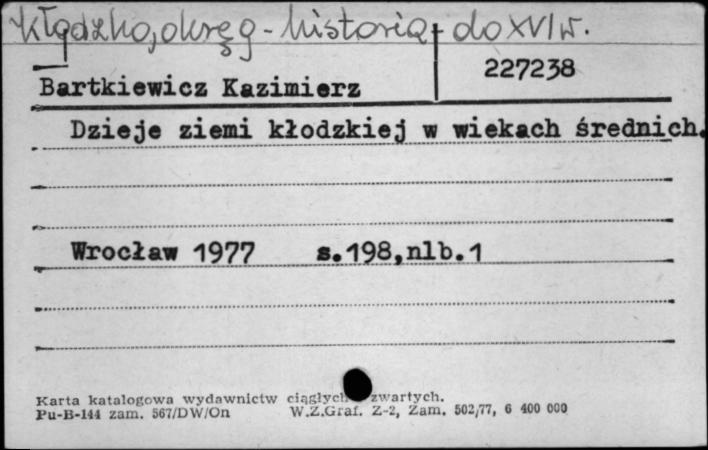 Kłodzko, okręg - historia - do XVI w.
227238
Bartkiewicz Kazimierz
Dzieje ziemi kłodzkiej w wiekach średnich.
Wrocław 1977 s.198,nlb.1
Karta katalogowa wydawnictw ciągłych zwartych.
Pu-B-144 zam. 567/DW/On W.Z.Graf. Z-2, Zam. 502/77, 6 400 000